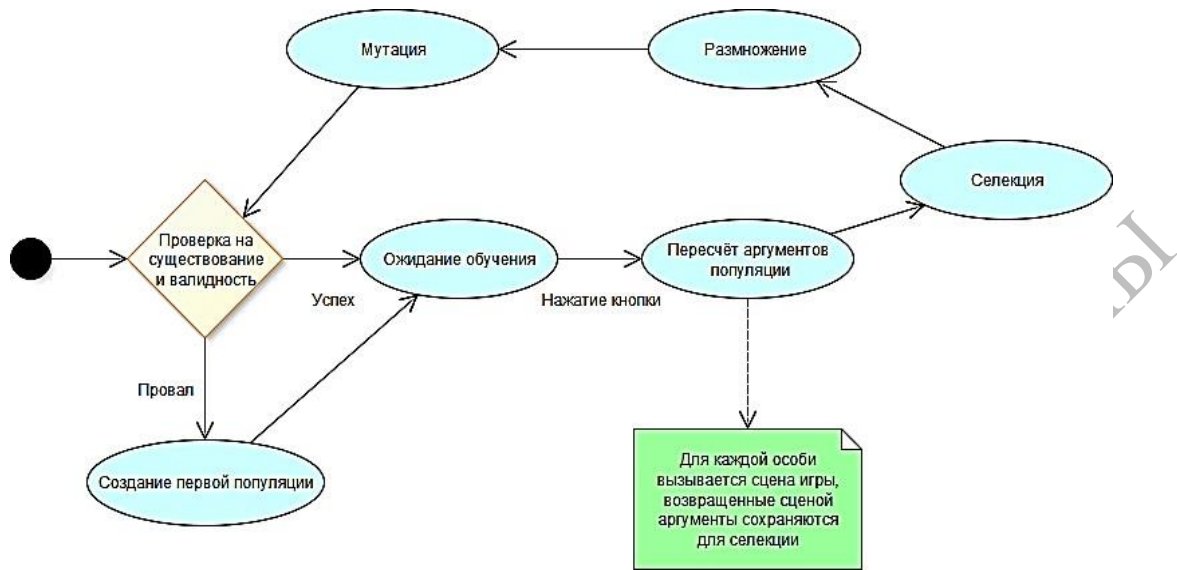 Мутация
Размножение
Селекция
Проверка на
существование
и валидность
Ожидание обучения
Пересчёт аргументов
популяции
Успех
Нажатие кнопки
Провал
Создание первой популяции
Для каждой особи
вызывается сцена игры,
возвращенные сценой
аргументы сохраняются
для селекции